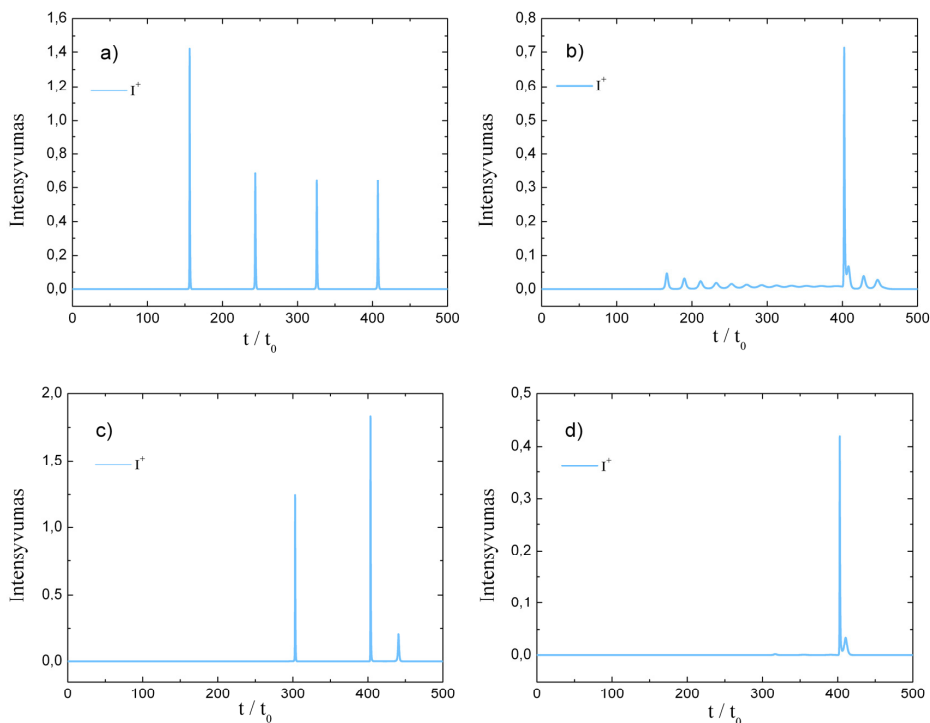 a)
I⁺
Intensyvumas
1,6
1,4
1,2
1,0
0,8
0,6
0,4
0,2
0,0
0 100 200 300 400 500
t / t₀
b)
I⁺
Intensyvumas
0,8
0,7
0,6
0,5
0,4
0,3
0,2
0,1
0,0
0 100 200 300 400 500
t / t₀
c)
I⁺
Intensyvumas
2,0
1,5
1,0
0,5
0,0
0 100 200 300 400 500
t / t₀
d)
I⁺
Intensyvumas
0,5
0,4
0,3
0,2
0,1
0,0
0 100 200 300 400 500
t / t₀